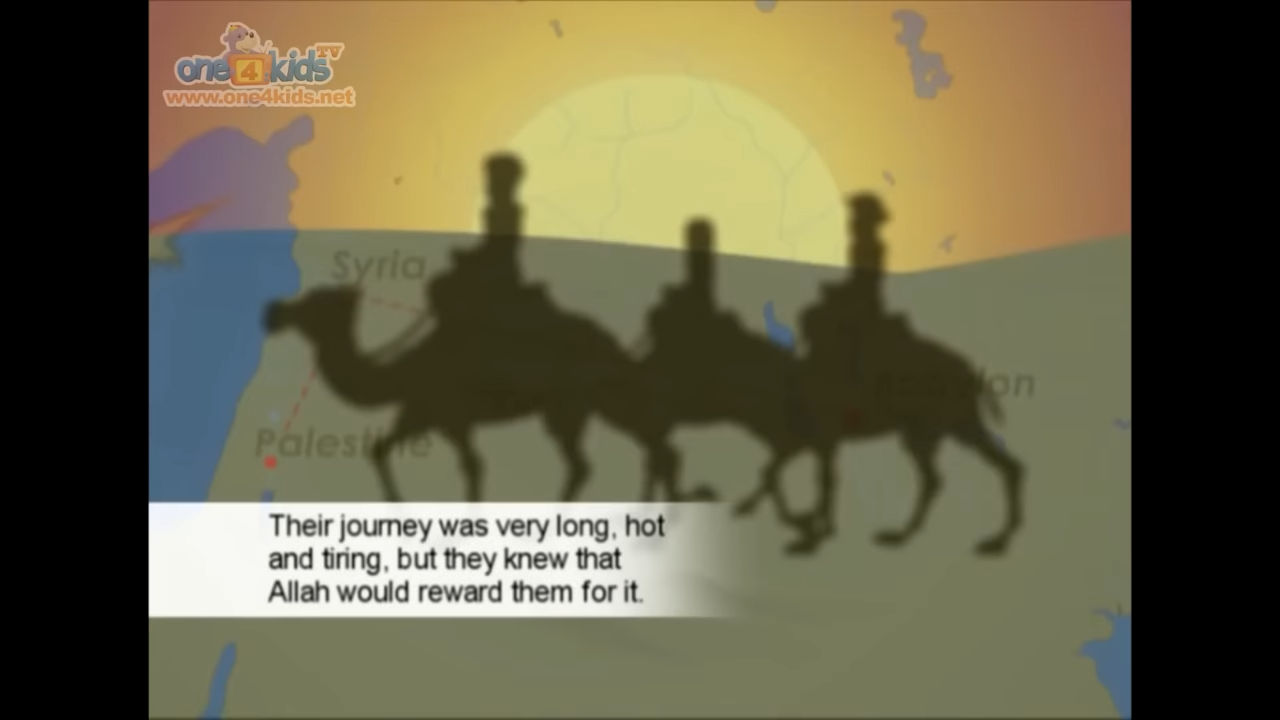 one4kids TV
www.one4kids.net
Syria
Palestine
Their journey was very long, hot
and tiring, but they knew that
Allah would reward them for it.